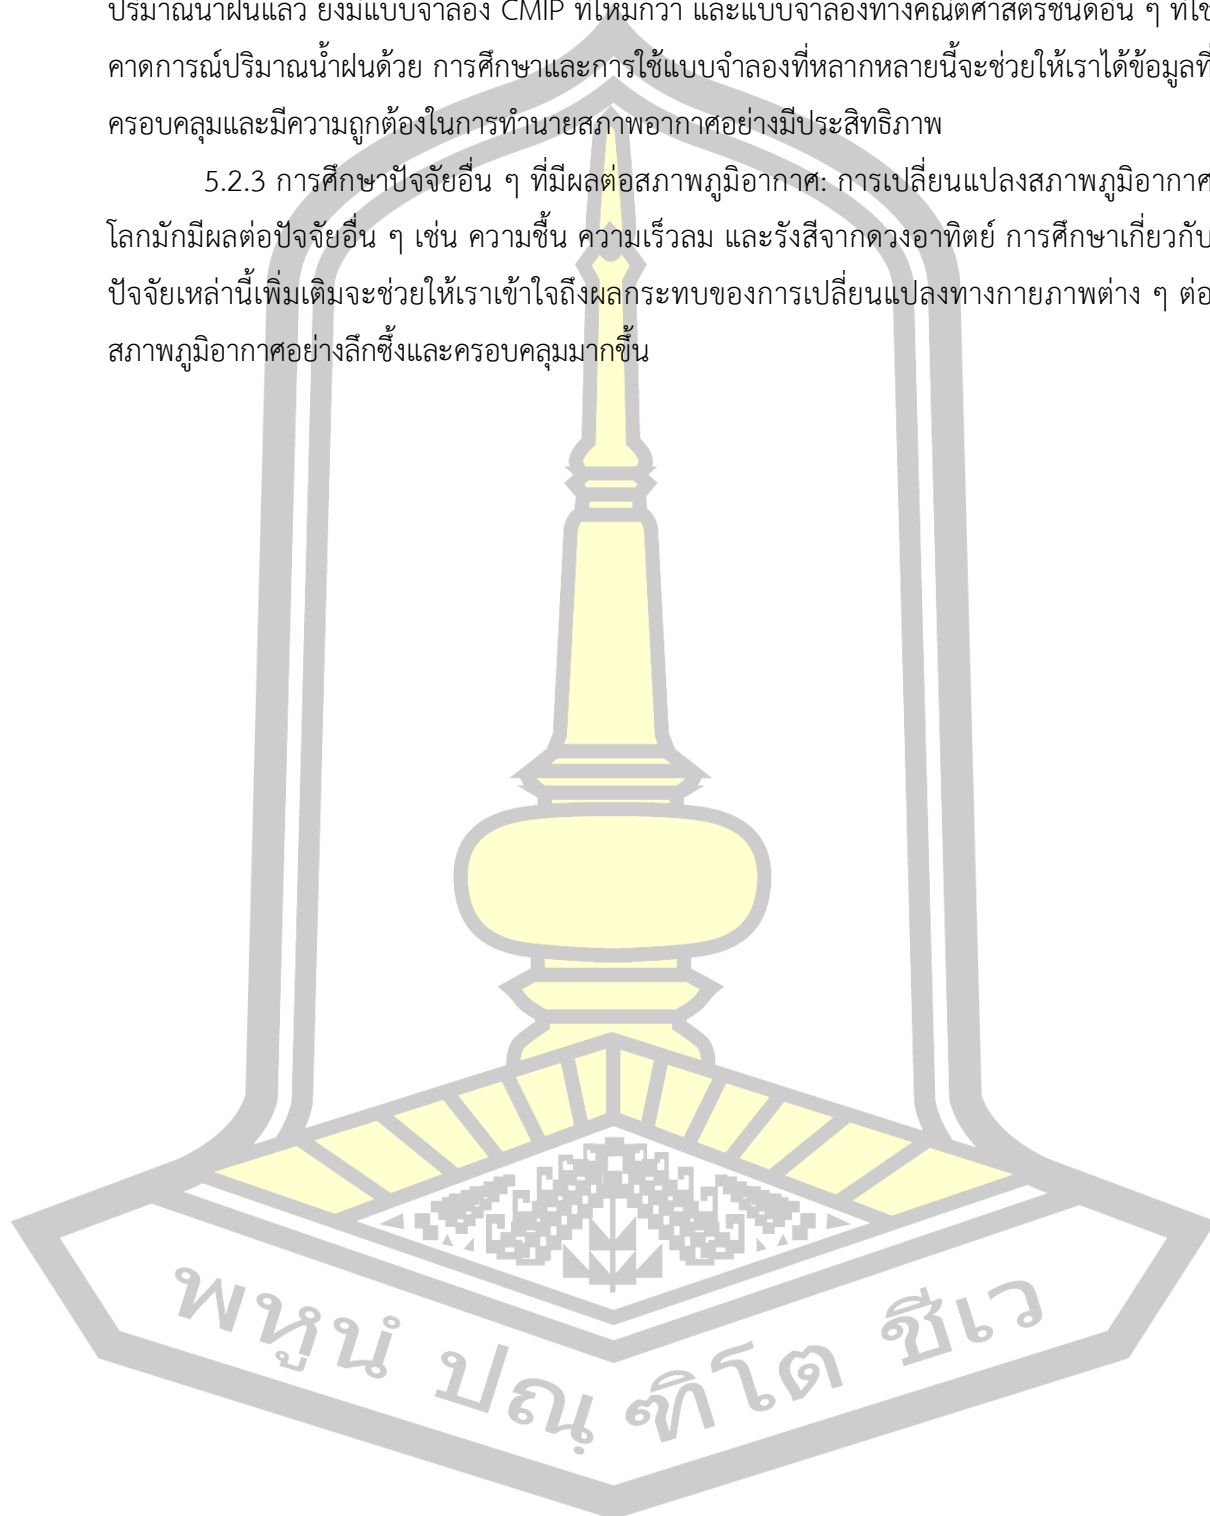 ปริมาณน้ำฝนแล้ว ยังมีแบบจำลอง CMIP ที่ใหม่กว่า และแบบจำลองทางคณิตศาสตร์ชนิดอื่น ๆ ที่ใช้
คาดการณ์ปริมาณน้ำฝนด้วย การศึกษาและการใช้แบบจำลองที่หลากหลายนี้จะช่วยให้เราได้ข้อมูลที่
ครอบคลุมและมีความถูกต้องในการทำนายสภาพอากาศอย่างมีประสิทธิภาพ
5.2.3 การศึกษาปัจจัยอื่น ๆ ที่มีผลต่อสภาพภูมิอากาศ: การเปลี่ยนแปลงสภาพภูมิอากาศ
โลกมักมีผลต่อปัจจัยอื่น ๆ เช่น ความชื้น ความเร็วลม และรังสีจากดวงอาทิตย์ การศึกษาเกี่ยวกับ
ปัจจัยเหล่านี้เพิ่มเติมจะช่วยให้เราเข้าใจถึงผลกระทบของการเปลี่ยนแปลงทางกายภาพต่าง ๆ ต่อ
สภาพภูมิอากาศอย่างลึกซึ้งและครอบคลุมมากขึ้น
พหูนํ ปณฺฑิโต ชีเว